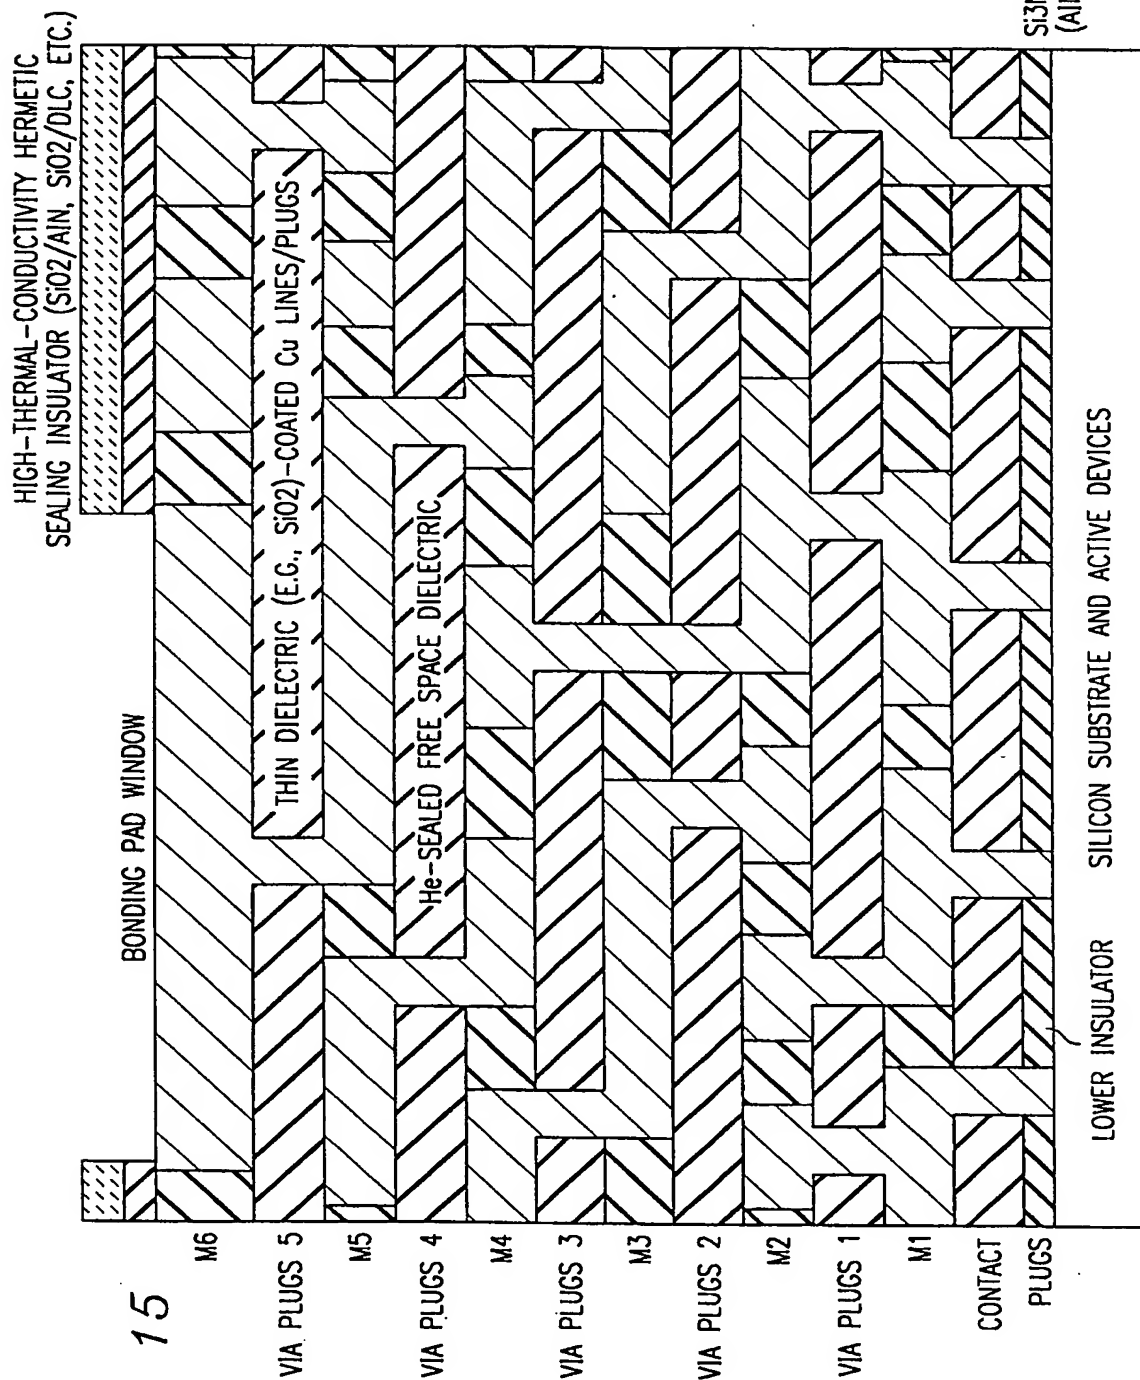 HIGH-THERMAL-CONDUCTIVITY HERMETIC
SEALING INSULATOR (SiO2/AlN, SiO2/DLC, ETC.)
15
BONDING PAD WINDOW
M6
VIA PLUGS 5
THIN DIELECTRIC (E.G., SiO2)-COATED Cu LINES/PLUGS
M5
VIA PLUGS 4
He-SEALED FREE SPACE DIELECTRIC
M4
VIA PLUGS 3
M3
VIA PLUGS 2
M2
VIA PLUGS 1
M1
CONTACT
PLUGS
LOWER INSULATOR
SILICON SUBSTRATE AND ACTIVE DEVICES